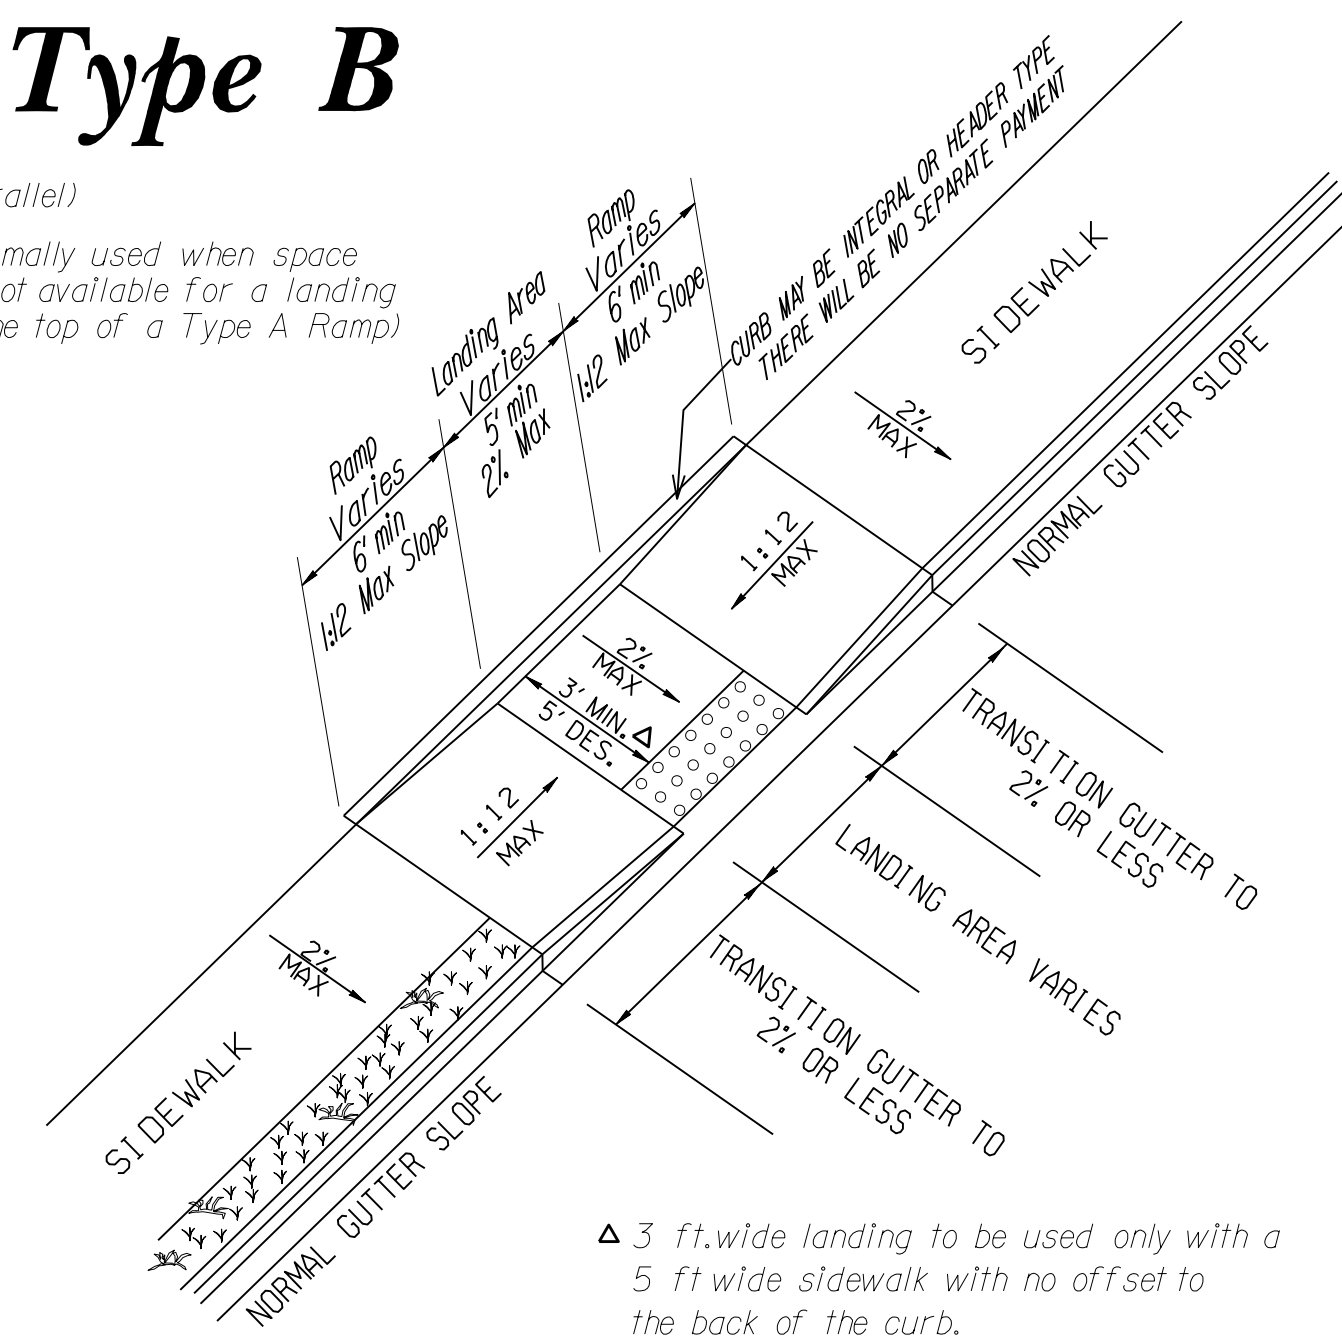 Type B
allel)
mally used when space
ot available for a landing
e top of a Type A Ramp)
Ramp
Varies
6' min
1:12 Max Slope
Landing Area
Varies
5' min
2% Max
Ramp
Varies
6' min
1:12 Max Slope
CURB MAY BE INTEGRAL OR HEADER TYPE
THERE WILL BE NO SEPARATE PAYMENT
SIDEWALK
2%
MAX
NORMAL GUTTER SLOPE
1:12
MAX
2%
MAX
3' MIN. Δ
5' DES.
1:12
MAX
TRANSITION GUTTER TO
2% OR LESS
LANDING AREA VARIES
TRANSITION GUTTER TO
2% OR LESS
2%
MAX
SIDEWALK
NORMAL GUTTER SLOPE
Δ 3 ft.wide landing to be used only with a
5 ft wide sidewalk with no offset to
the back of the curb.